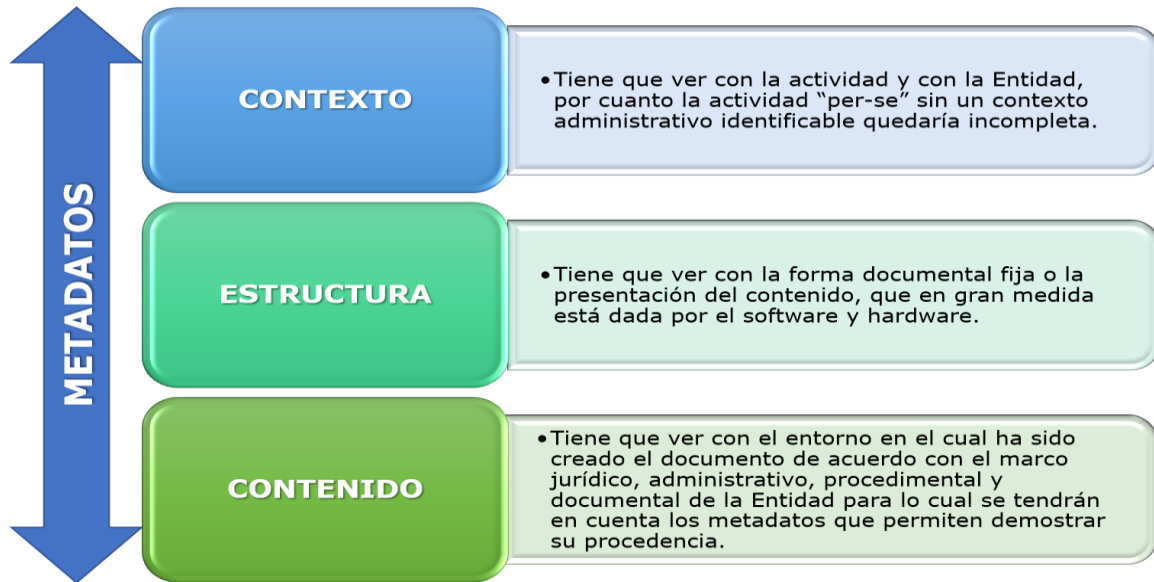 METADATOS
CONTEXTO
•Tiene que ver con la actividad y con la Entidad,
por cuanto la actividad “per-se” sin un contexto
administrativo identificable quedaría incompleta.
ESTRUCTURA
•Tiene que ver con la forma documental fija o la
presentación del contenido, que en gran medida
está dada por el software y hardware.
CONTENIDO
•Tiene que ver con el entorno en el cual ha sido
creado el documento de acuerdo con el marco
jurídico, administrativo, procedimental y
documental de la Entidad para lo cual se tendrán
en cuenta los metadatos que permiten demostrar
su procedencia.